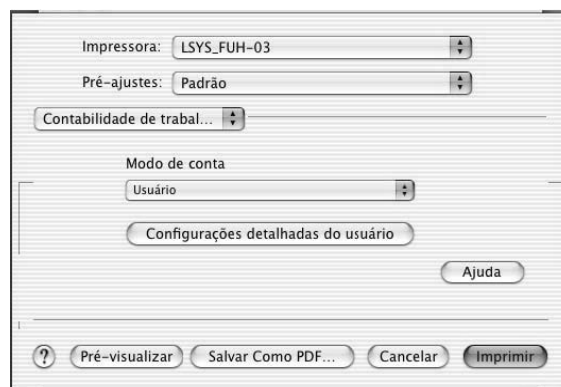 Impressora: LSYS_FUH-03
Pré-ajustes: Padrão
Contabilidade de trabal...
Modo de conta
Usuário
Configurações detalhadas do usuário
Ajuda
? Pré-visualizar Salvar Como PDF... Cancelar Imprimir